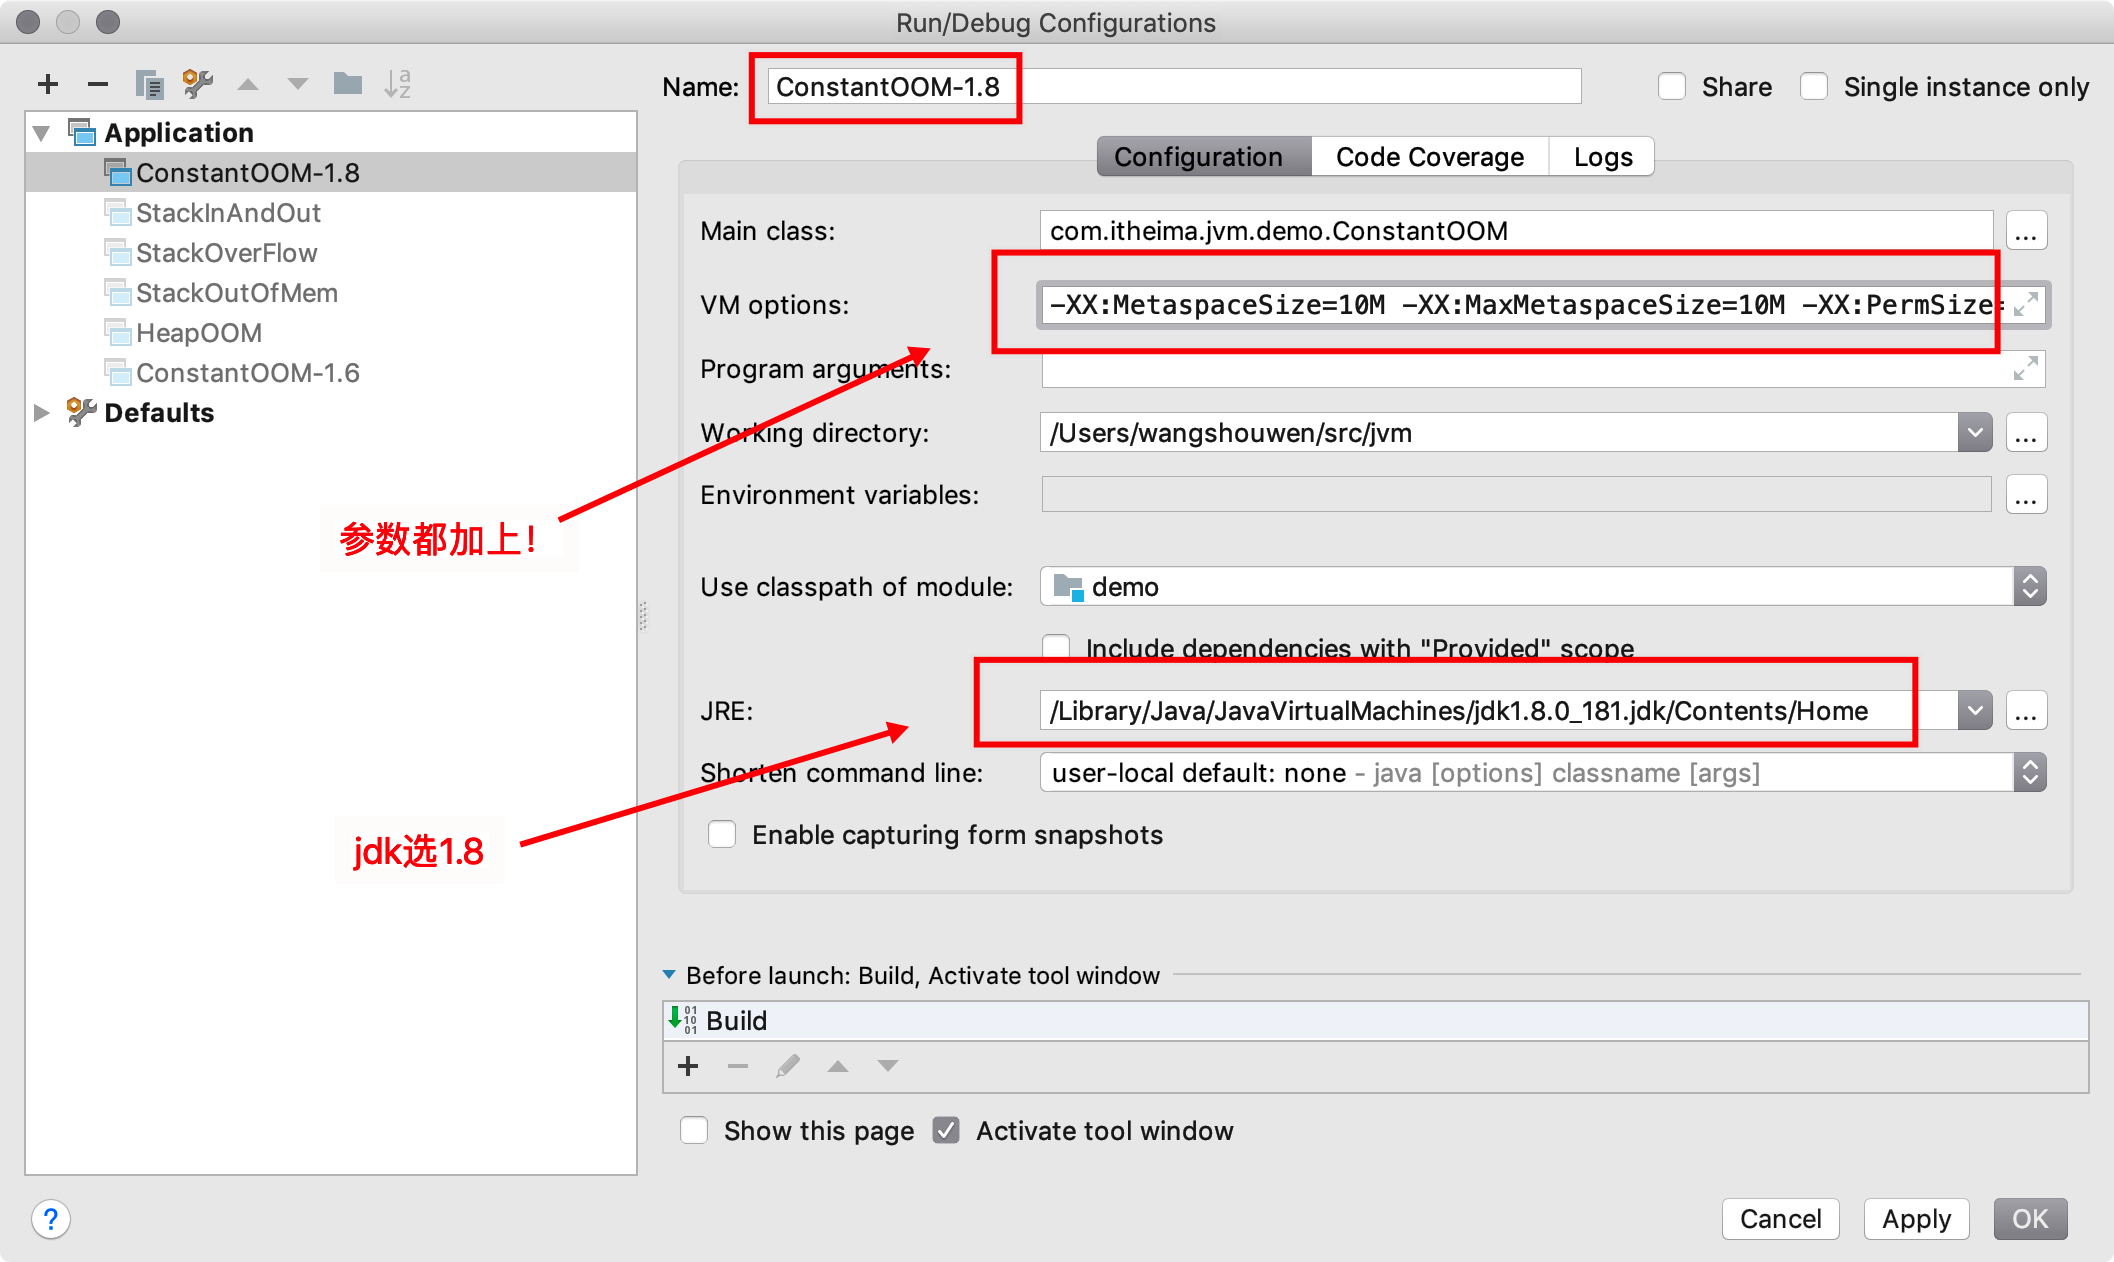 Run/Debug Configurations
Name: ConstantOOM-1.8
Share
Single instance only
Application
ConstantOOM-1.8
StackInAndOut
StackOverFlow
StackOutOfMem
HeapOOM
ConstantOOM-1.6
Defaults
Configuration
Code Coverage
Logs
Main class: com.itheima.jvm.demo.ConstantOOM ...
VM options: -XX:MetaspaceSize=10M -XX:MaxMetaspaceSize=10M -XX:PermSize=
Program arguments:
Working directory: /Users/wangshouwen/src/jvm ...
Environment variables: ...
参数都加上！
Use classpath of module: demo
Include dependencies with "Provided" scope
JRE: /Library/Java/JavaVirtualMachines/jdk1.8.0_181.jdk/Contents/Home ...
Shorten command line: user-local default: none - java [options] classname [args]
jdk选1.8
Enable capturing form snapshots
Before launch: Build, Activate tool window
Build
Show this page
Activate tool window
?
Cancel
Apply
OK